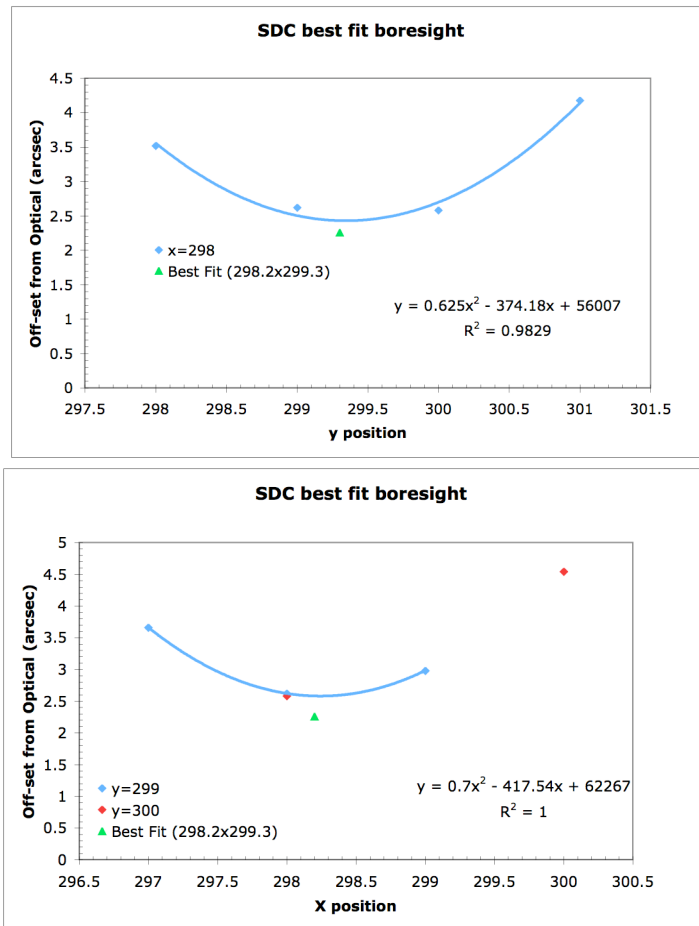 SDC best fit boresight
Off-set from Optical (arcsec)
4.5
4
3.5
3
2.5
2
1.5
1
0.5
0
x=298
Best Fit (298.2x299.3)
y = 0.625x² - 374.18x + 56007
R² = 0.9829
297.5 298 298.5 299 299.5 300 300.5 301 301.5
y position
SDC best fit boresight
Off-set from Optical (arcsec)
5
4.5
4
3.5
3
2.5
2
1.5
1
0.5
0
y=299
y=300
Best Fit (298.2x299.3)
y = 0.7x² - 417.54x + 62267
R² = 1
296.5 297 297.5 298 298.5 299 299.5 300 300.5
X position